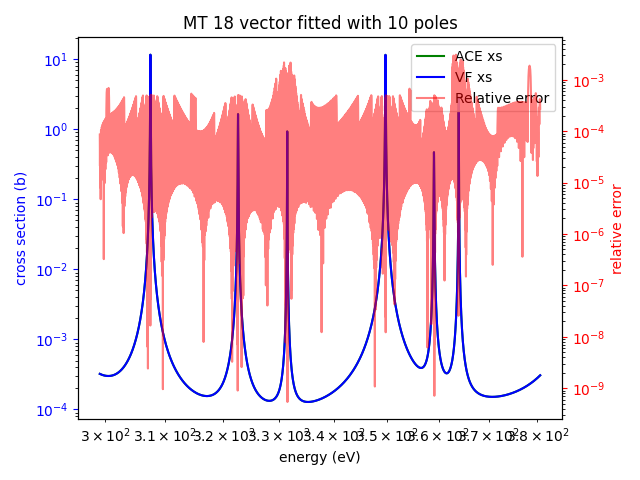 MT 18 vector fitted with 10 poles
ACE xs
VF xs
Relative error
10¹
10⁰
10⁻¹
10⁻²
10⁻³
10⁻⁴
cross section (b)
10⁻³
10⁻⁴
10⁻⁵
10⁻⁶
10⁻⁷
10⁻⁸
10⁻⁹
relative error
3 × 10² 3.1 × 10² 3.2 × 10² 3.3 × 10² 3.4 × 10² 3.5 × 10² 3.6 × 10² 3.7 × 10² 3.8 × 10²
energy (eV)